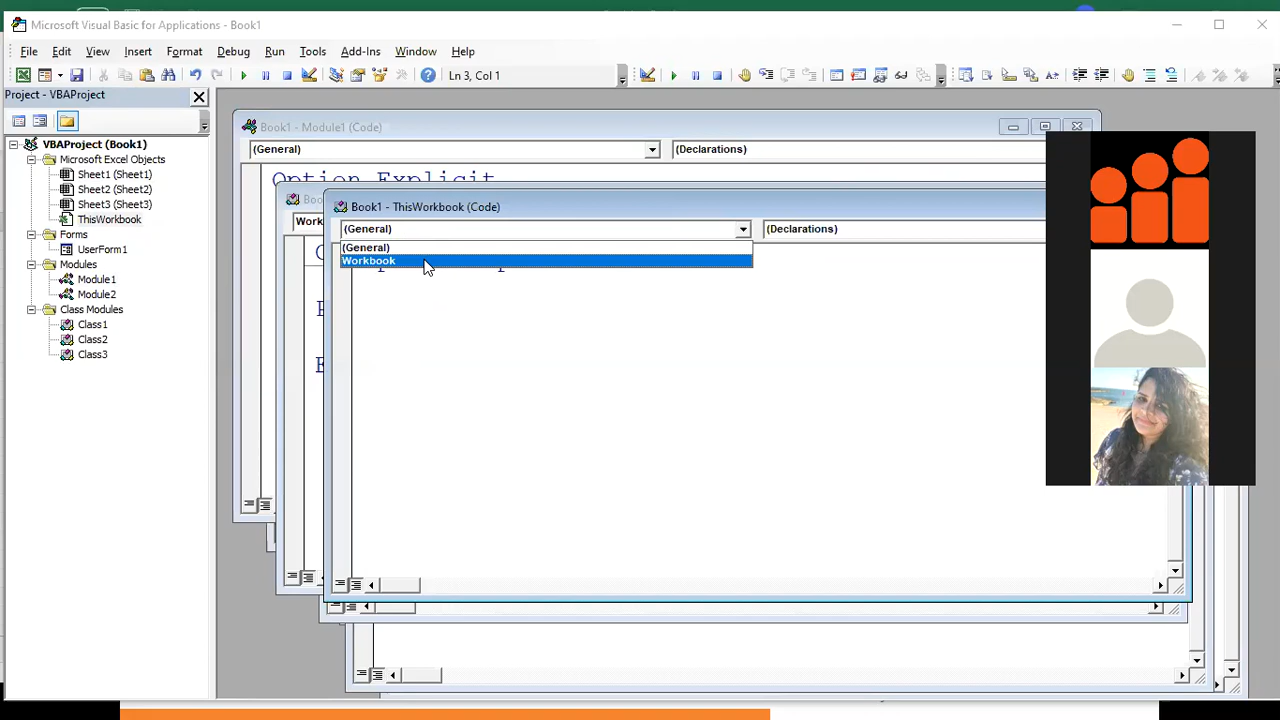 Microsoft Visual Basic for Applications - Book1
File Edit View Insert Format Debug Run Tools Add-Ins Window Help
Ln 3, Col 1
Project - VBAProject
VBAProject (Book1)
Microsoft Excel Objects
Sheet1 (Sheet1)
Sheet2 (Sheet2)
Sheet3 (Sheet3)
ThisWorkbook
Forms
UserForm1
Modules
Module1
Module2
Class Modules
Class1
Class2
Class3
Book1 - Module1 (Code)
(General) (Declarations)
Option Explicit
Book1 - ThisWorkbook (Code)
(General) (Declarations)
(General)
Workbook